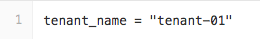 1 tenant_name = "tenant-01"